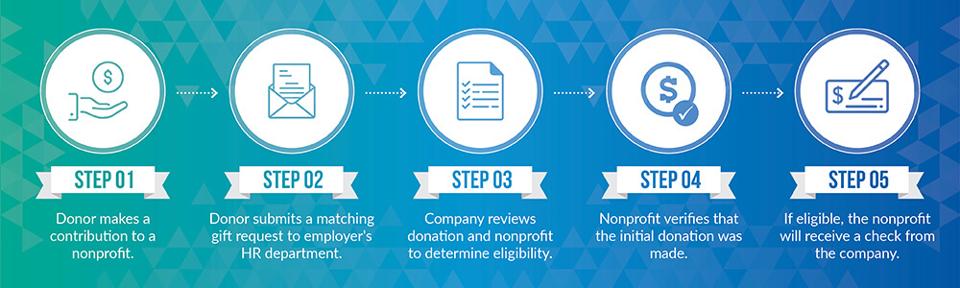 $
$
$
STEP 01
STEP 02
STEP 03
STEP 04
STEP 05
Donor makes a
contribution to a
nonprofit.
Donor submits a matching
gift request to employer's
HR department.
Company reviews
donation and nonprofit
to determine eligibility.
Nonprofit verifies that
the initial donation was
made.
If eligible, the nonprofit
will receive a check from
the company.